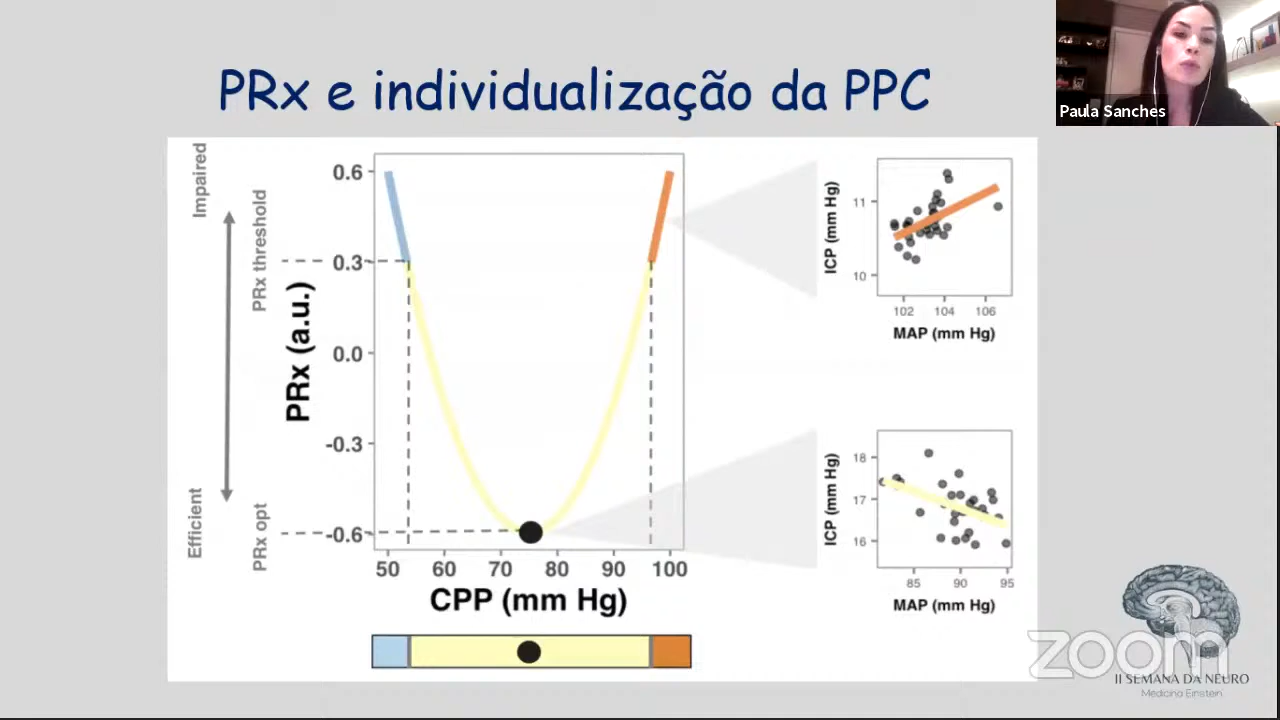 PRx e individualização da PPC
Paula Sanches
Impaired
Efficient
PRx threshold
PRx opt
PRx (a.u.)
0.6
0.3
0.0
-0.3
-0.6
50 60 70 80 90 100
CPP (mm Hg)
ICP (mm Hg)
11
10
102 104 106
MAP (mm Hg)
ICP (mm Hg)
18
17
16
85 90 95
MAP (mm Hg)
zoom
II SEMANA DA NEURO
Medicina Einstein